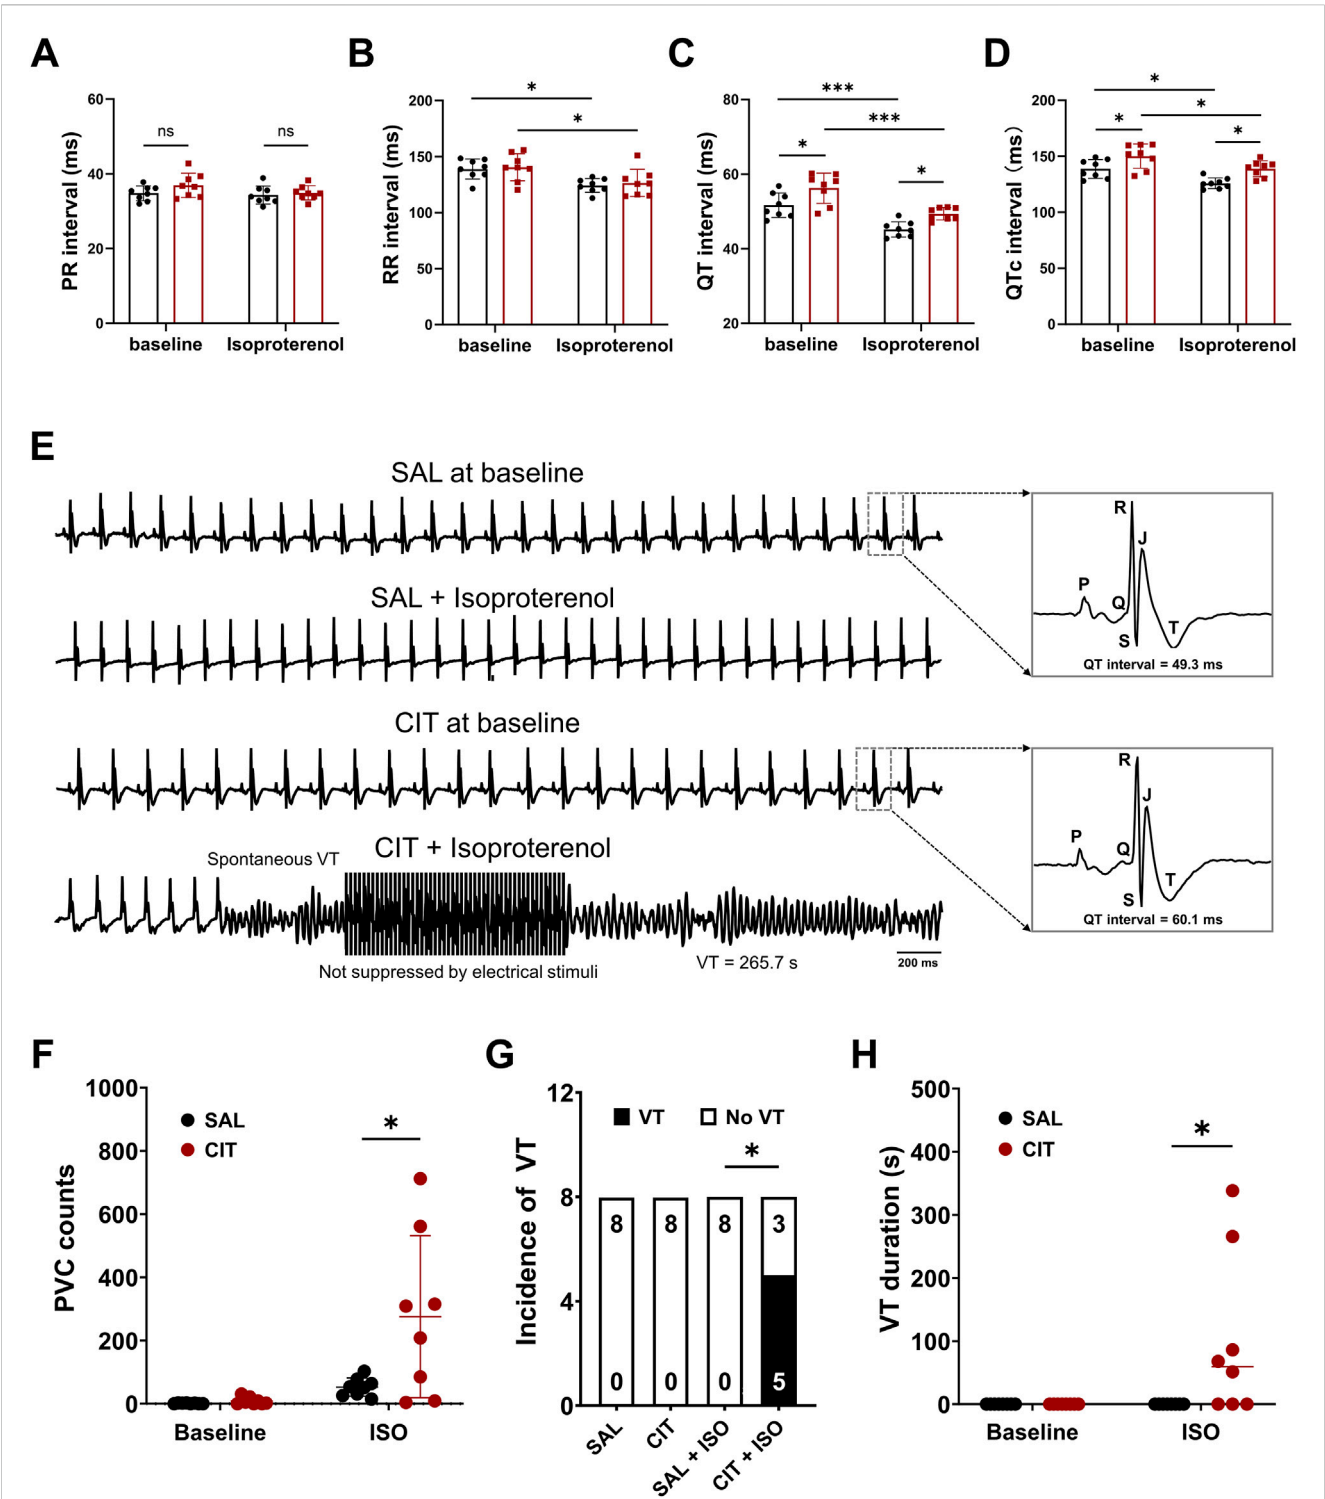 A
B
C
D
PR interval (ms)
60
40
20
0
ns
ns
baseline
Isoproterenol
RR interval (ms)
200
150
100
50
0
*
*
baseline
Isoproterenol
QT interval (ms)
80
60
40
20
***
***
*
*
baseline
Isoproterenol
QTc interval (ms)
200
150
100
50
0
*
*
*
*
baseline
Isoproterenol
E
SAL at baseline
R
J
P
Q
S
T
QT interval = 49.3 ms
SAL + Isoproterenol
CIT at baseline
R
J
P
Q
S
T
QT interval = 60.1 ms
CIT + Isoproterenol
Spontaneous VT
Not suppressed by electrical stimuli
VT = 265.7 s
200 ms
F
PVC counts
1000
800
600
400
200
0
SAL
CIT
*
Baseline
ISO
G
Incidence of VT
12
8
4
0
VT
No VT
*
8
8
8
3
0
0
0
5
SAL
CIT
SAL + ISO
CIT + ISO
H
VT duration (s)
500
400
300
200
100
0
SAL
CIT
*
Baseline
ISO